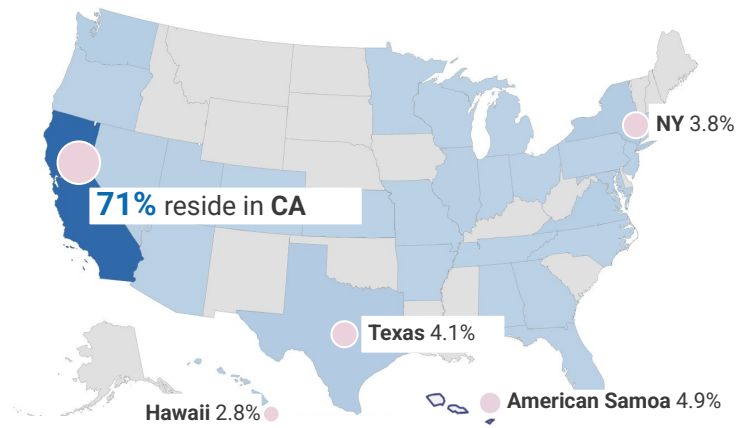 NY 3.8%
71% reside in CA
Texas 4.1%
American Samoa 4.9%
Hawaii 2.8%